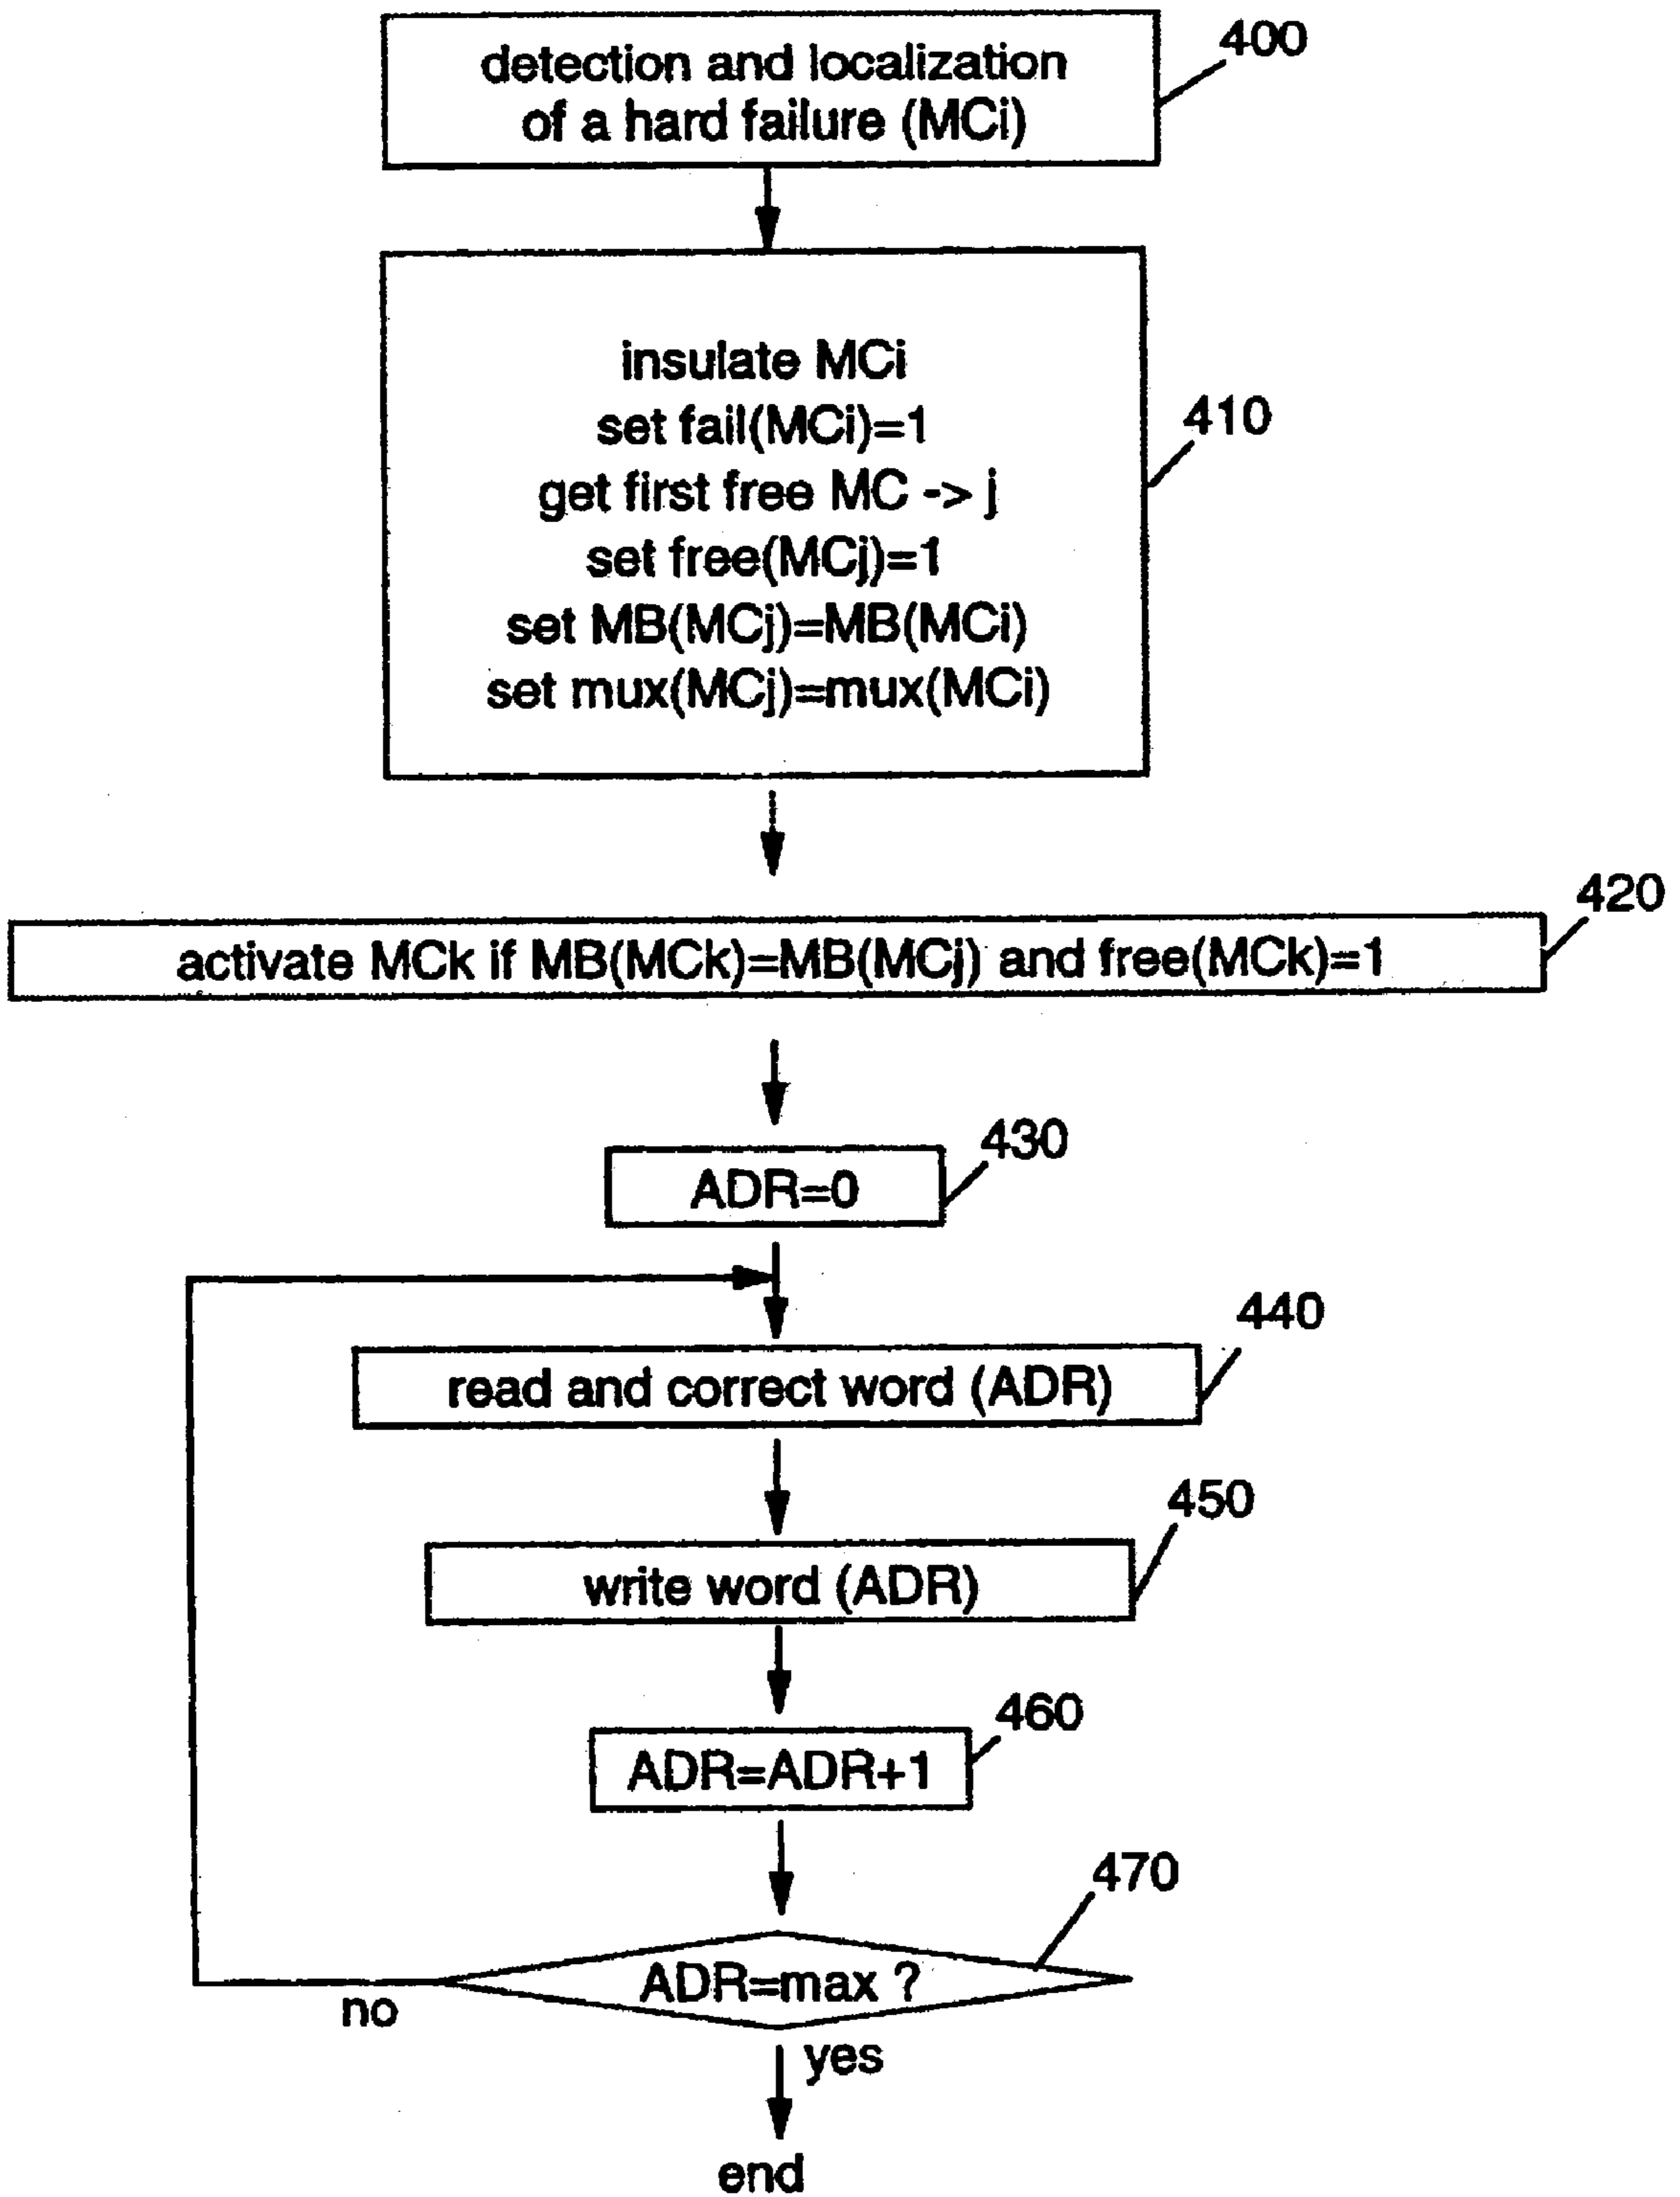 400
detection and localization
of a hard failure (MCi)
410
insulate MCi
set fail(MCi)=1
get first free MC -> j
set free(MCj)=1
set MB(MCj)=MB(MCi)
set mux(MCj)=mux(MCi)
420
activate MCk if MB(MCk)=MB(MCj) and free(MCk)=1
430
ADR=0
440
read and correct word (ADR)
450
write word (ADR)
460
ADR=ADR+1
470
ADR=max ?
no
yes
end